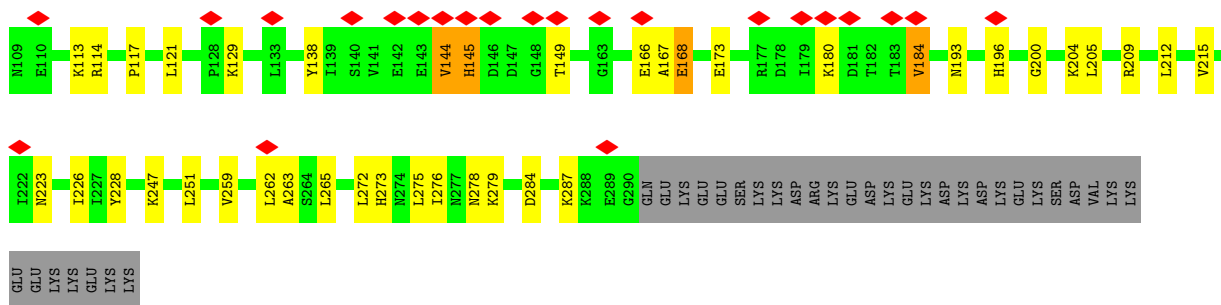 N109 E110 K113 R114 P117 L121 P128 K129 L133 Y138 I139 S140 V141 E142 E143 V144 H145 D146 D147 G148 T149 G163 E166 A167 E168 E173 R177 D178 I179 K180 D181 T182 T183 V184 N193 H196 G200 K204 L205 R209 L212 V215
I222 N223 I226 I227 Y228 K247 L251 V259 L262 A263 S264 L265 L272 H273 N274 L275 I276 N277 N278 K279 D284 K287 K288 E289 G290 GLN GLU LYS GLU GLU SER LYS LYS ASP ARG LYS GLU ASP LYS GLU LYS ASP LYS ASP LYS GLU LYS SER ASP VAL LYS LYS
GLU GLU LYS LYS GLU LYS LYS